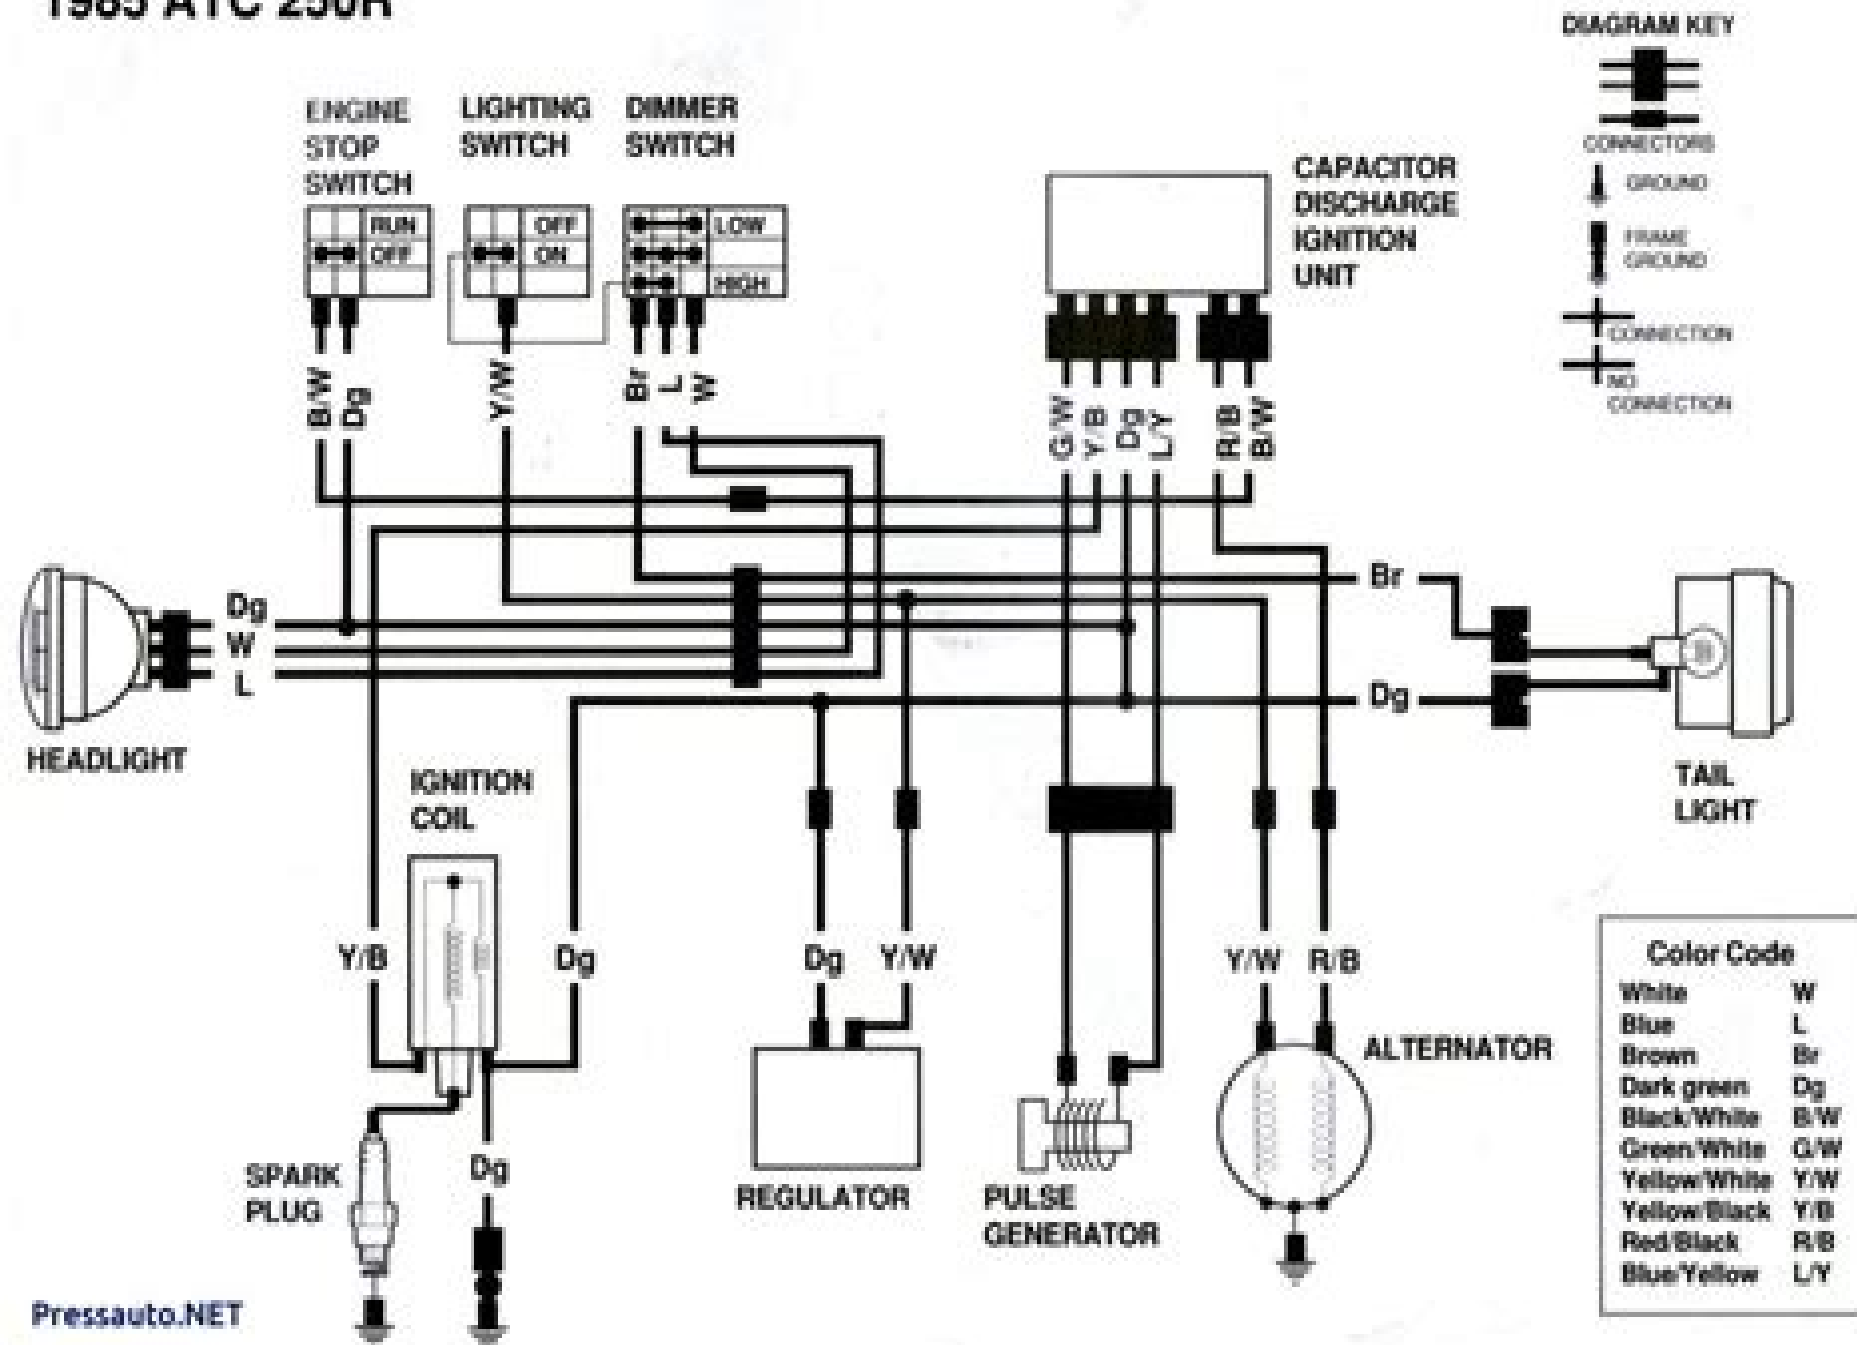 1985 ATC 250R
DIAGRAM KEY
CONNECTORS
GROUND
FRAME
GROUND
CONNECTION
NO
CONNECTION
ENGINE
STOP
SWITCH
RUN
OFF
LIGHTING
SWITCH
OFF
ON
DIMMER
SWITCH
LOW
HIGH
CAPACITOR
DISCHARGE
IGNITION
UNIT
B/W
Dg
Y/W
Br
L
W
G/W
Y/B
Dg
L/Y
R/B
B/W
Dg
W
L
HEADLIGHT
Br
Dg
TAIL
LIGHT
IGNITION
COIL
Y/B
Dg
Dg
Y/W
Y/W
R/B
ALTERNATOR
SPARK
PLUG
Dg
REGULATOR
PULSE
GENERATOR
Color Code
White W
Blue L
Brown Br
Dark green Dg
Black/White B/W
Green/White G/W
Yellow/White Y/W
Yellow/Black Y/B
Red/Black R/B
Blue/Yellow L/Y
Pressauto.NET